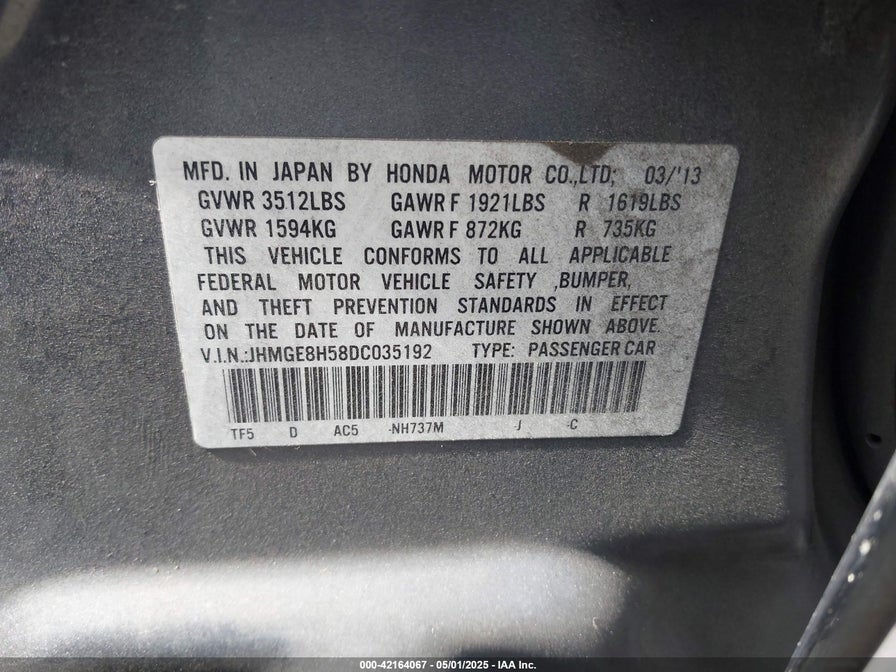 MFD. IN JAPAN BY HONDA MOTOR CO.,LTD; 03/'13
GVWR 3512LBS GAWR F 1921LBS R 1619LBS
GVWR 1594KG GAWR F 872KG R 735KG
THIS VEHICLE CONFORMS TO ALL APPLICABLE
FEDERAL MOTOR VEHICLE SAFETY ,BUMPER,
AND THEFT PREVENTION STANDARDS IN EFFECT
ON THE DATE OF MANUFACTURE SHOWN ABOVE.
V.I.N.:JHMGE8H58DC035192 TYPE: PASSENGER CAR
TF5 D AC5 -NH737M J -C
000-42164067 / 05/01/2025 - IAA Inc.